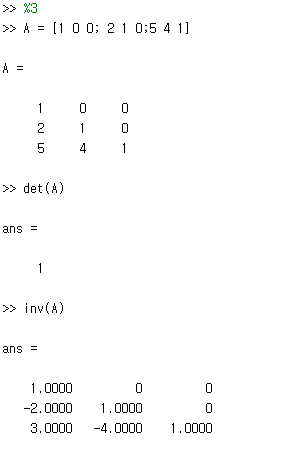 >> %3
>> A = [1 0 0; 2 1 0;5 4 1]
A =
1 0 0
2 1 0
5 4 1
>> det(A)
ans =
1
>> inv(A)
ans =
1.0000 0 0
-2.0000 1.0000 0
3.0000 -4.0000 1.0000